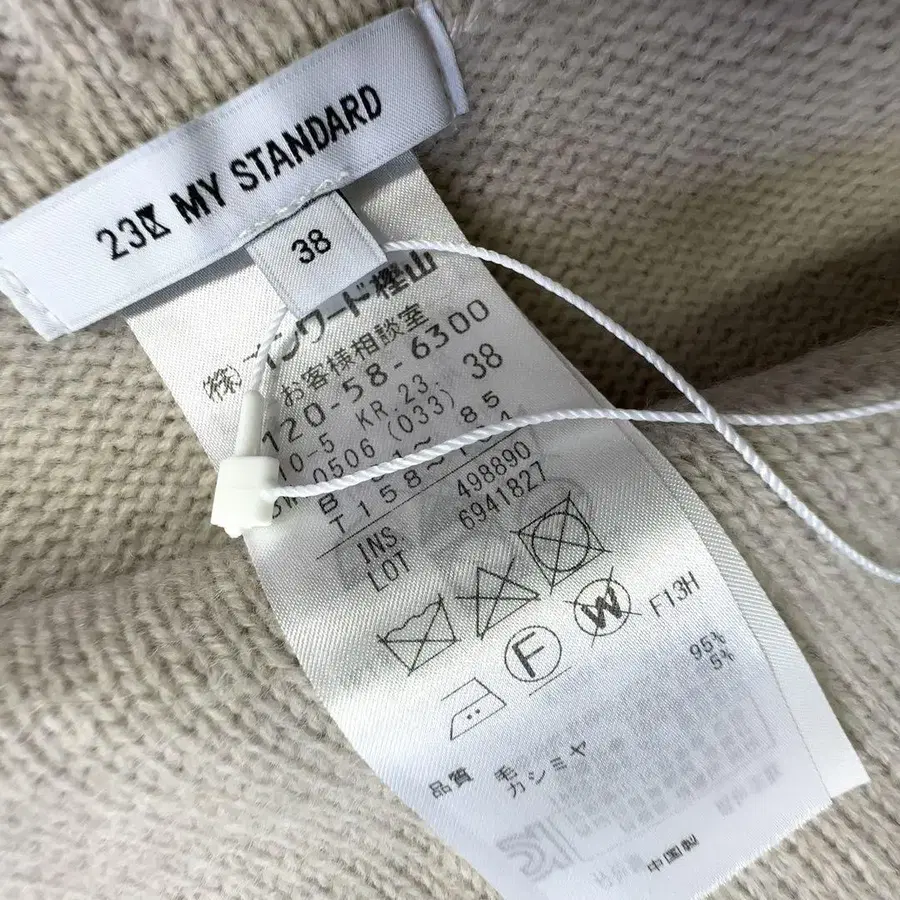 23区 MY STANDARD
38
㈱オンワード樫山
お客様相談室
120-58-6300
10-5 KR 23 38
0506 (033)
85
T158～
INS 498890
LOT 6941827
F W F13H
品質 毛 95%
カシミヤ 5%
中国製